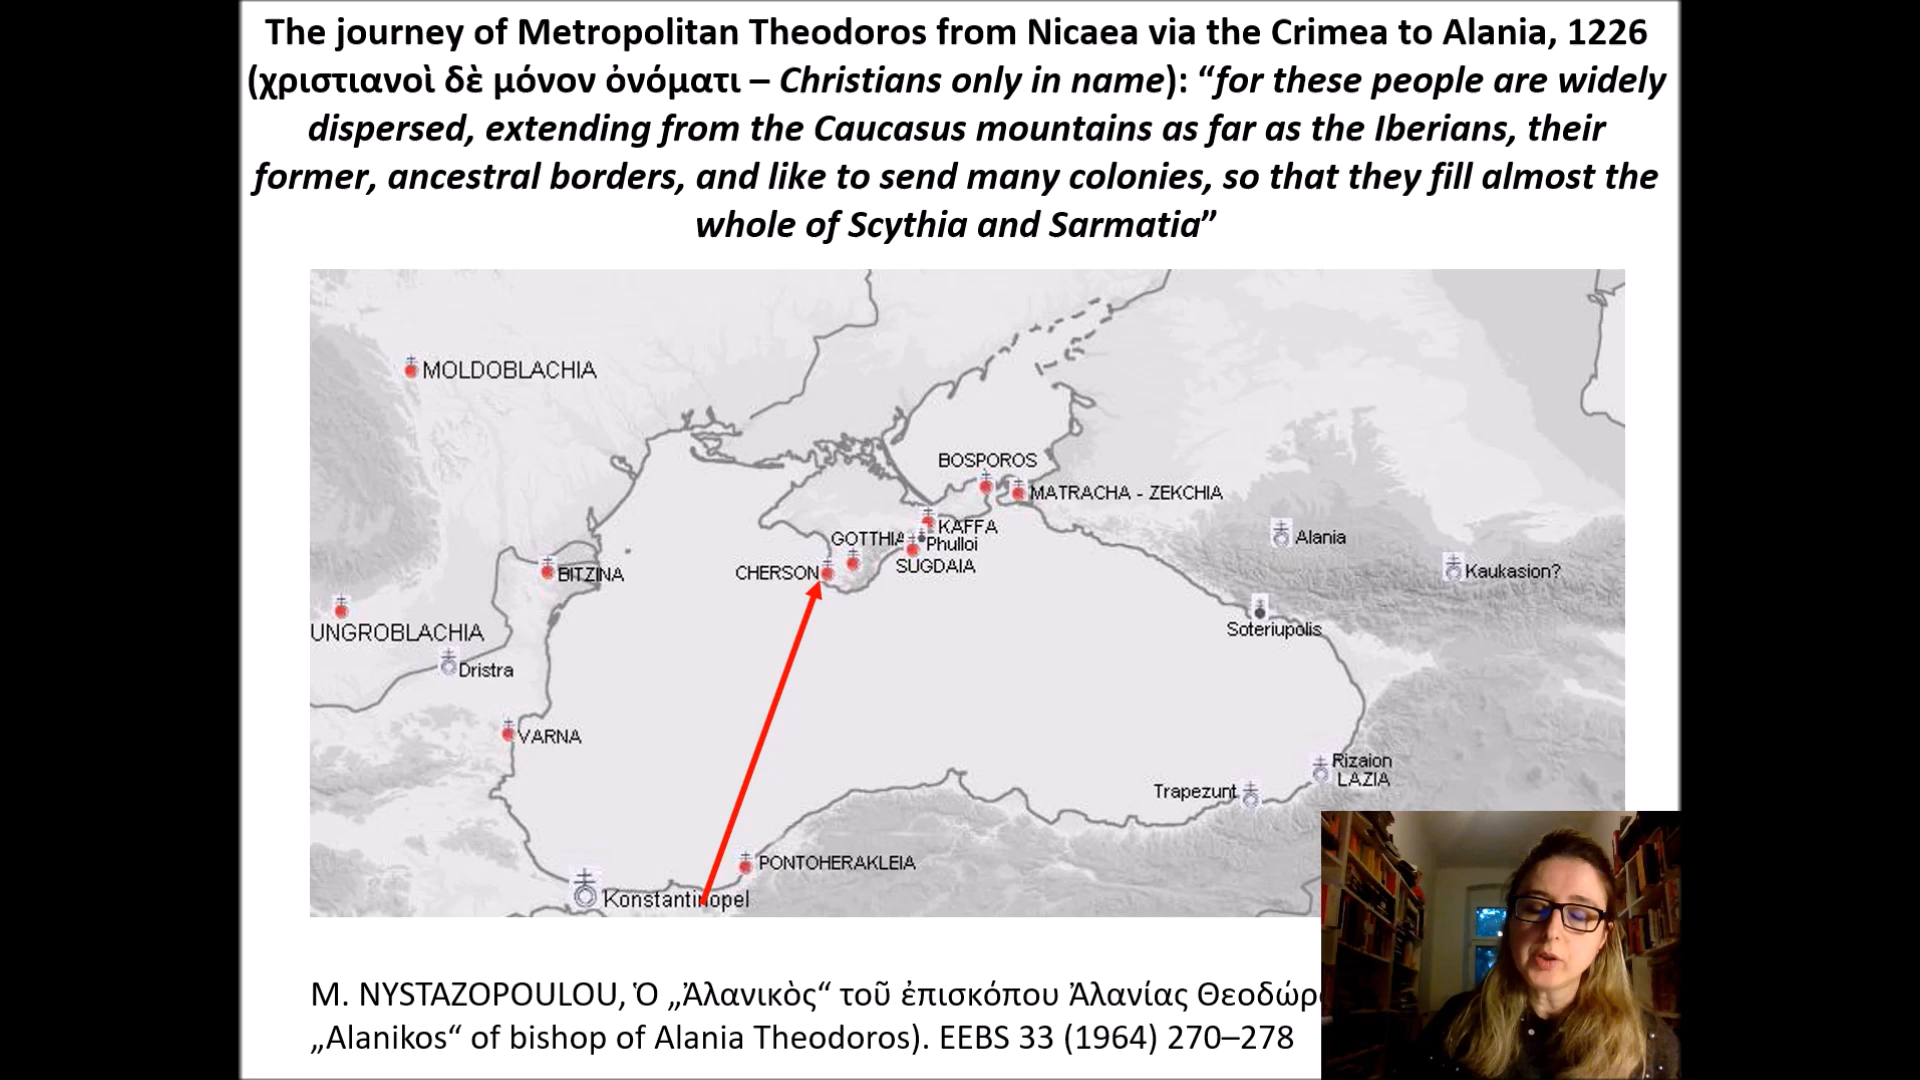 The journey of Metropolitan Theodoros from Nicaea via the Crimea to Alania, 1226
(χριστιανοὶ δὲ μόνον ὀνόματι – Christians only in name): “for these people are widely
dispersed, extending from the Caucasus mountains as far as the Iberians, their
former, ancestral borders, and like to send many colonies, so that they fill almost the
whole of Scythia and Sarmatia”
MOLDOBLACHIA
BOSPOROS
MATRACHA - ZEKCHIA
KAFFA
GOTTHIA
Phulloi
Alania
SUGDAIA
CHERSON
BITZINA
Kaukasion?
UNGROBLACHIA
Soteriupolis
Dristra
VARNA
Rizaion
LAZIA
Trapezunt
PONTOHERAKLEIA
Konstantinopel
M. NYSTAZOPOULOU, Ὁ „Ἀλανικὸς“ τοῦ ἐπισκόπου Ἀλανίας
„Alanikos“ of bishop of Alania Theodoros). EEBS 33 (1964) 270–278